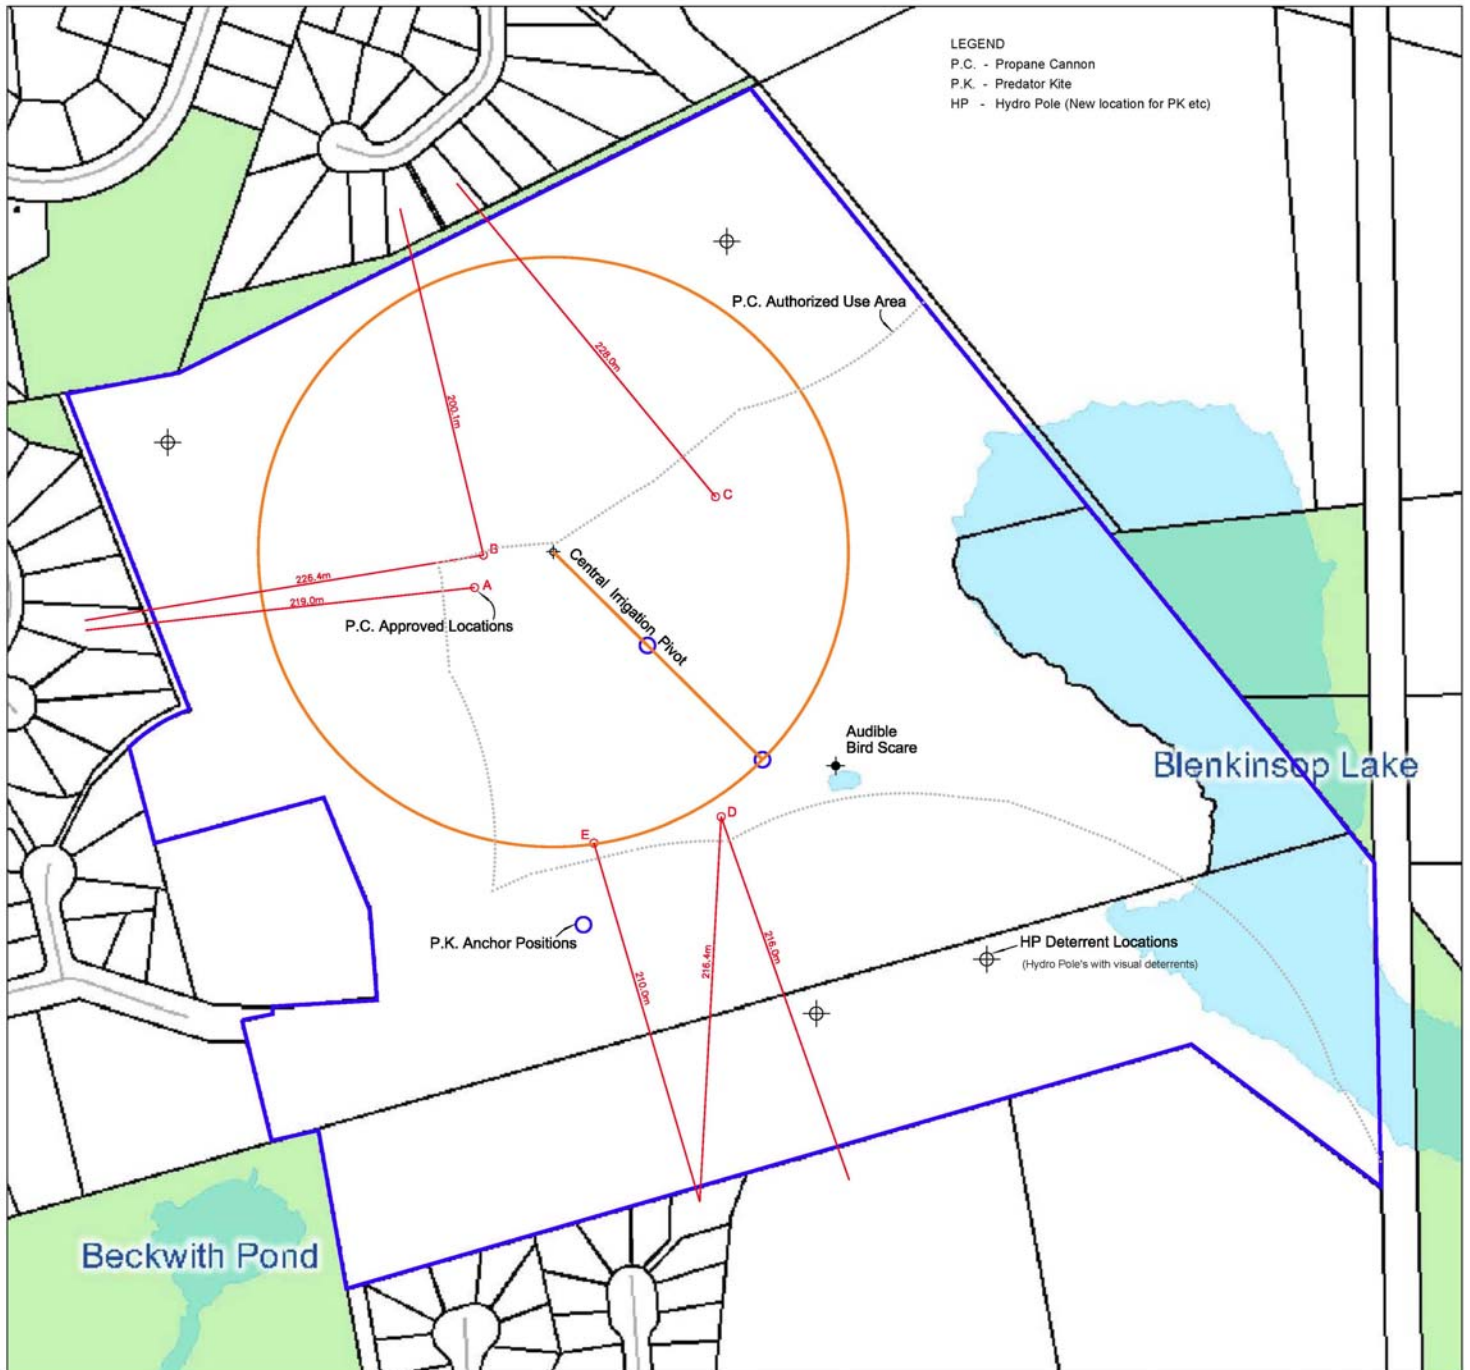 LEGEND
P.C. - Propane Cannon
P.K. - Predator Kite
HP - Hydro Pole (New location for PK etc)
P.C. Authorized Use Area
228.0m
200.1m
C
B
Central Irrigation Pivot
226.4m
A
219.0m
P.C. Approved Locations
Audible
Bird Scare
Blenkinsop Lake
D
E
P.K. Anchor Positions
HP Deterrent Locations
(Hydro Pole's with visual deterrents)
210.0m
216.4m
216.0m
Beckwith Pond